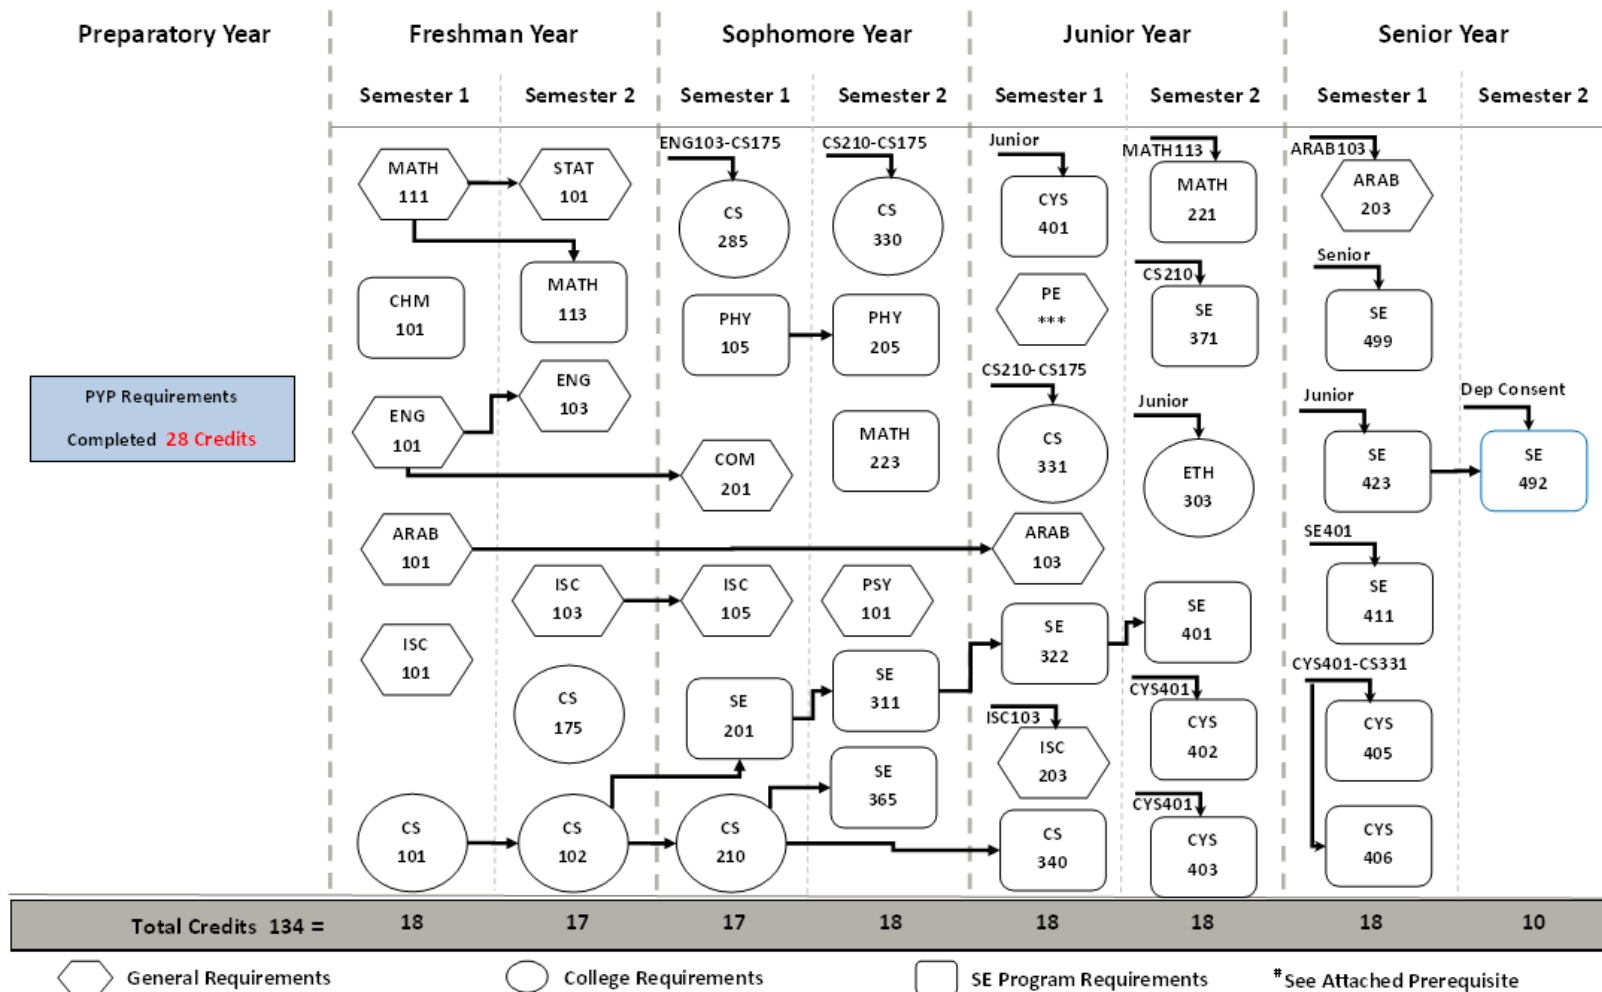 Preparatory Year
Freshman Year
Sophomore Year
Junior Year
Senior Year
Semester 1
Semester 2
Semester 1
Semester 2
Semester 1
Semester 2
Semester 1
Semester 2
PYP Requirements
Completed 28 Credits
MATH
111
CHM
101
ENG
101
ARAB
101
ISC
101
CS
101
STAT
101
MATH
113
ENG
103
ISC
103
CS
175
CS
102
ENG103-CS175
CS
285
PHY
105
COM
201
ISC
105
SE
201
CS
210
CS210-CS175
CS
330
PHY
205
MATH
223
PSY
101
SE
311
SE
365
Junior
CYS
401
PE
***
CS210-CS175
CS
331
ARAB
103
SE
322
ISC103
ISC
203
CS
340
MATH113
MATH
221
CS210
SE
371
Junior
ETH
303
SE
401
CYS401
CYS
402
CYS401
CYS
403
ARAB103
ARAB
203
Senior
SE
499
Junior
SE
423
SE401
SE
411
CYS401-CS331
CYS
405
CYS
406
Dep Consent
SE
492
Total Credits 134 =
18
17
17
18
18
18
18
10
General Requirements
College Requirements
SE Program Requirements
#See Attached Prerequisite